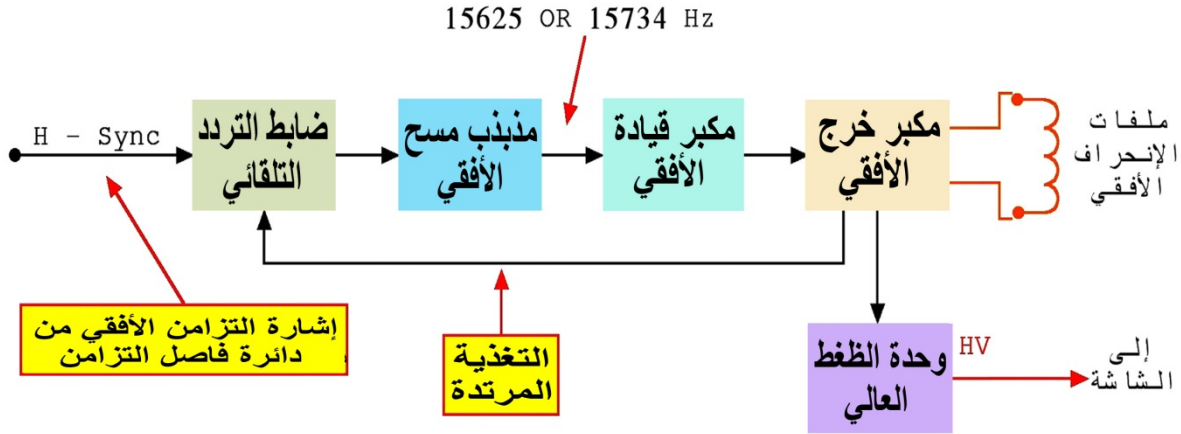 15625 OR 15734 Hz
H - Sync
ضابط التردد
التلقائي
مذبذب مسح
الأفقي
مكبر قيادة
الأفقي
مكبر خرج
الأفقي
ملفات
الإنحراف
الأفقي
إشارة التزامن الأفقي من
دائرة فاصل التزامن
التغذية
المرتدة
وحدة الظغط
العالي
HV
إلى
الشاشة